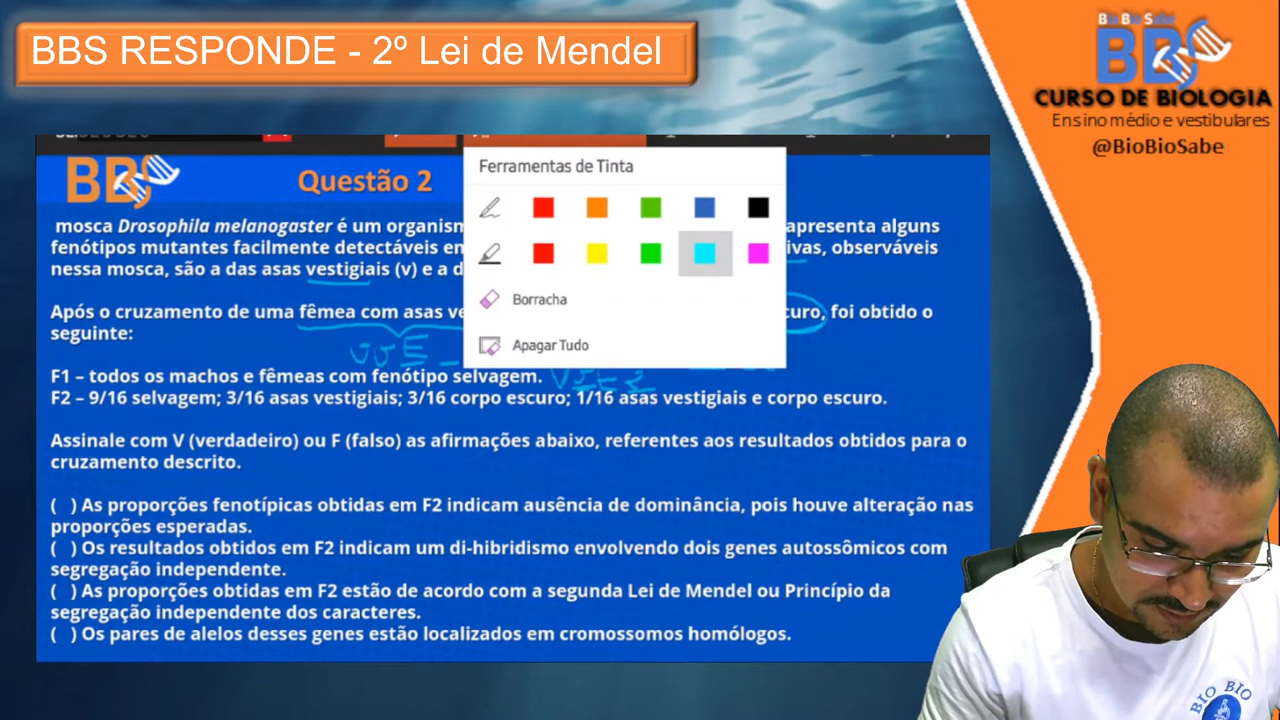 BBS RESPONDE - 2º Lei de Mendel
Bio Bio Sabe
BBS
CURSO DE BIOLOGIA
Ensino médio e vestibulares
@BioBioSabe
BBS
Questão 2
Ferramentas de Tinta
Borracha
Apagar Tudo
mosca Drosophila melanogaster é um organism apresenta alguns
fenótipos mutantes facilmente detectáveis em ivas, observáveis
nessa mosca, são a das asas vestigiais (v) e a d
Após o cruzamento de uma fêmea com asas ve curo, foi obtido o
seguinte:
vvE
F1 – todos os machos e fêmeas com fenótipo selvagem.
F2 – 9/16 selvagem; 3/16 asas vestigiais; 3/16 corpo escuro; 1/16 asas vestigiais e corpo escuro.
Assinale com V (verdadeiro) ou F (falso) as afirmações abaixo, referentes aos resultados obtidos para o
cruzamento descrito.
( ) As proporções fenotípicas obtidas em F2 indicam ausência de dominância, pois houve alteração nas
proporções esperadas.
( ) Os resultados obtidos em F2 indicam um di-hibridismo envolvendo dois genes autossômicos com
segregação independente.
( ) As proporções obtidas em F2 estão de acordo com a segunda Lei de Mendel ou Princípio da
segregação independente dos caracteres.
( ) Os pares de alelos desses genes estão localizados em cromossomos homólogos.
BIO BIO